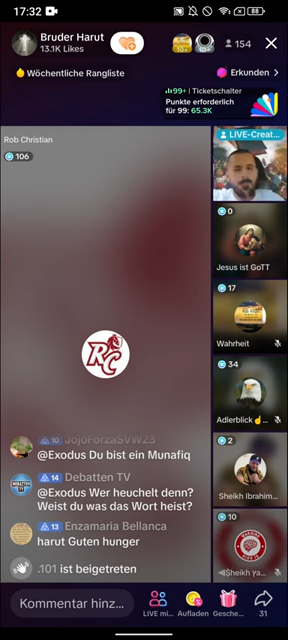 17:32
88
Bruder Harut
13.1K Likes
10+
154
Wöchentliche Rangliste
Erkunden >
99+ | Ticketschalter
Punkte erforderlich
für 99: 65.3K
Rob Christian
106
LIVE-Creat...
0
Jesus ist GoTT
17
Wahrheit
34
Adlerblick☝️...
2
Sheikh Ibrahim...
10
RC
10 JojoForzaSVW23
@Exodus Du bist ein Munafiq
14 Debatten TV
@Exodus Wer heuchelt denn?
Weist du was das Wort heist?
13 Enzamaria Bellanca
harut Guten hunger
.101 ist beigetreten
Kommentar hinz...
LIVE mi...
Aufladen
Gesche...
31